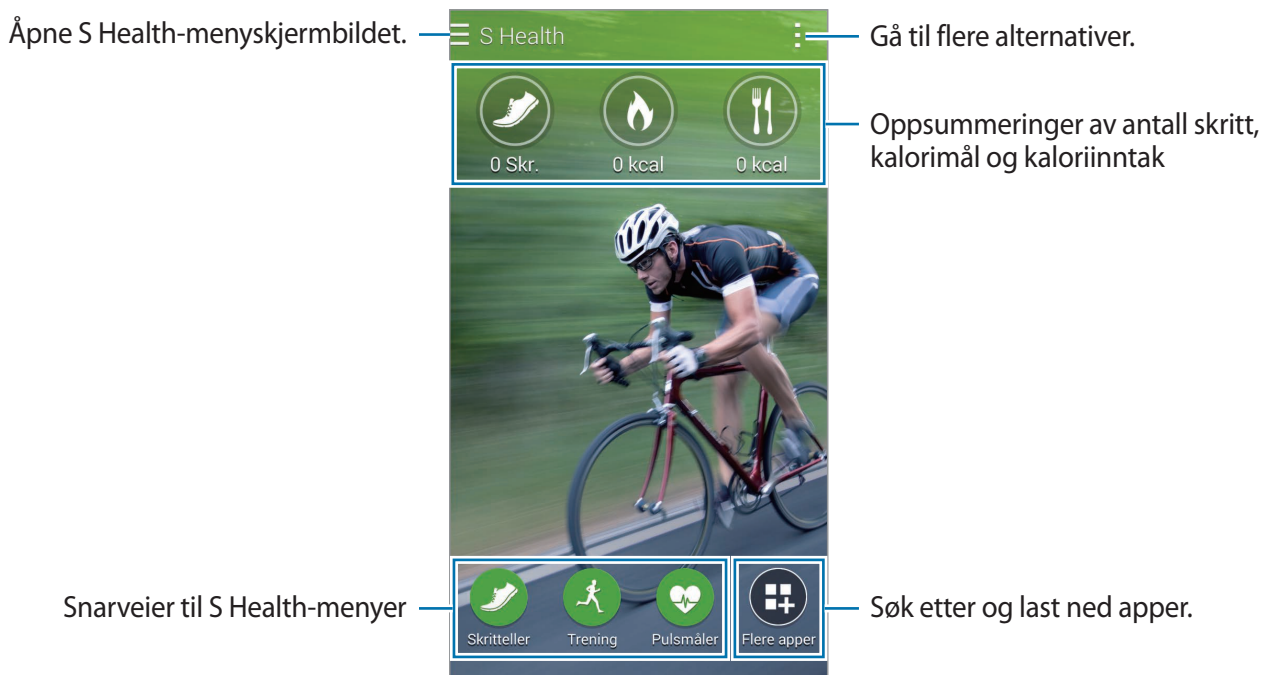 Åpne S Health-menyskjermbildet.
S Health
Gå til flere alternativer.
0 Skr.
0 kcal
0 kcal
Oppsummeringer av antall skritt,
kalorimål og kaloriinntak
Snarveier til S Health-menyer
Skritteller
Trening
Pulsmåler
Flere apper
Søk etter og last ned apper.